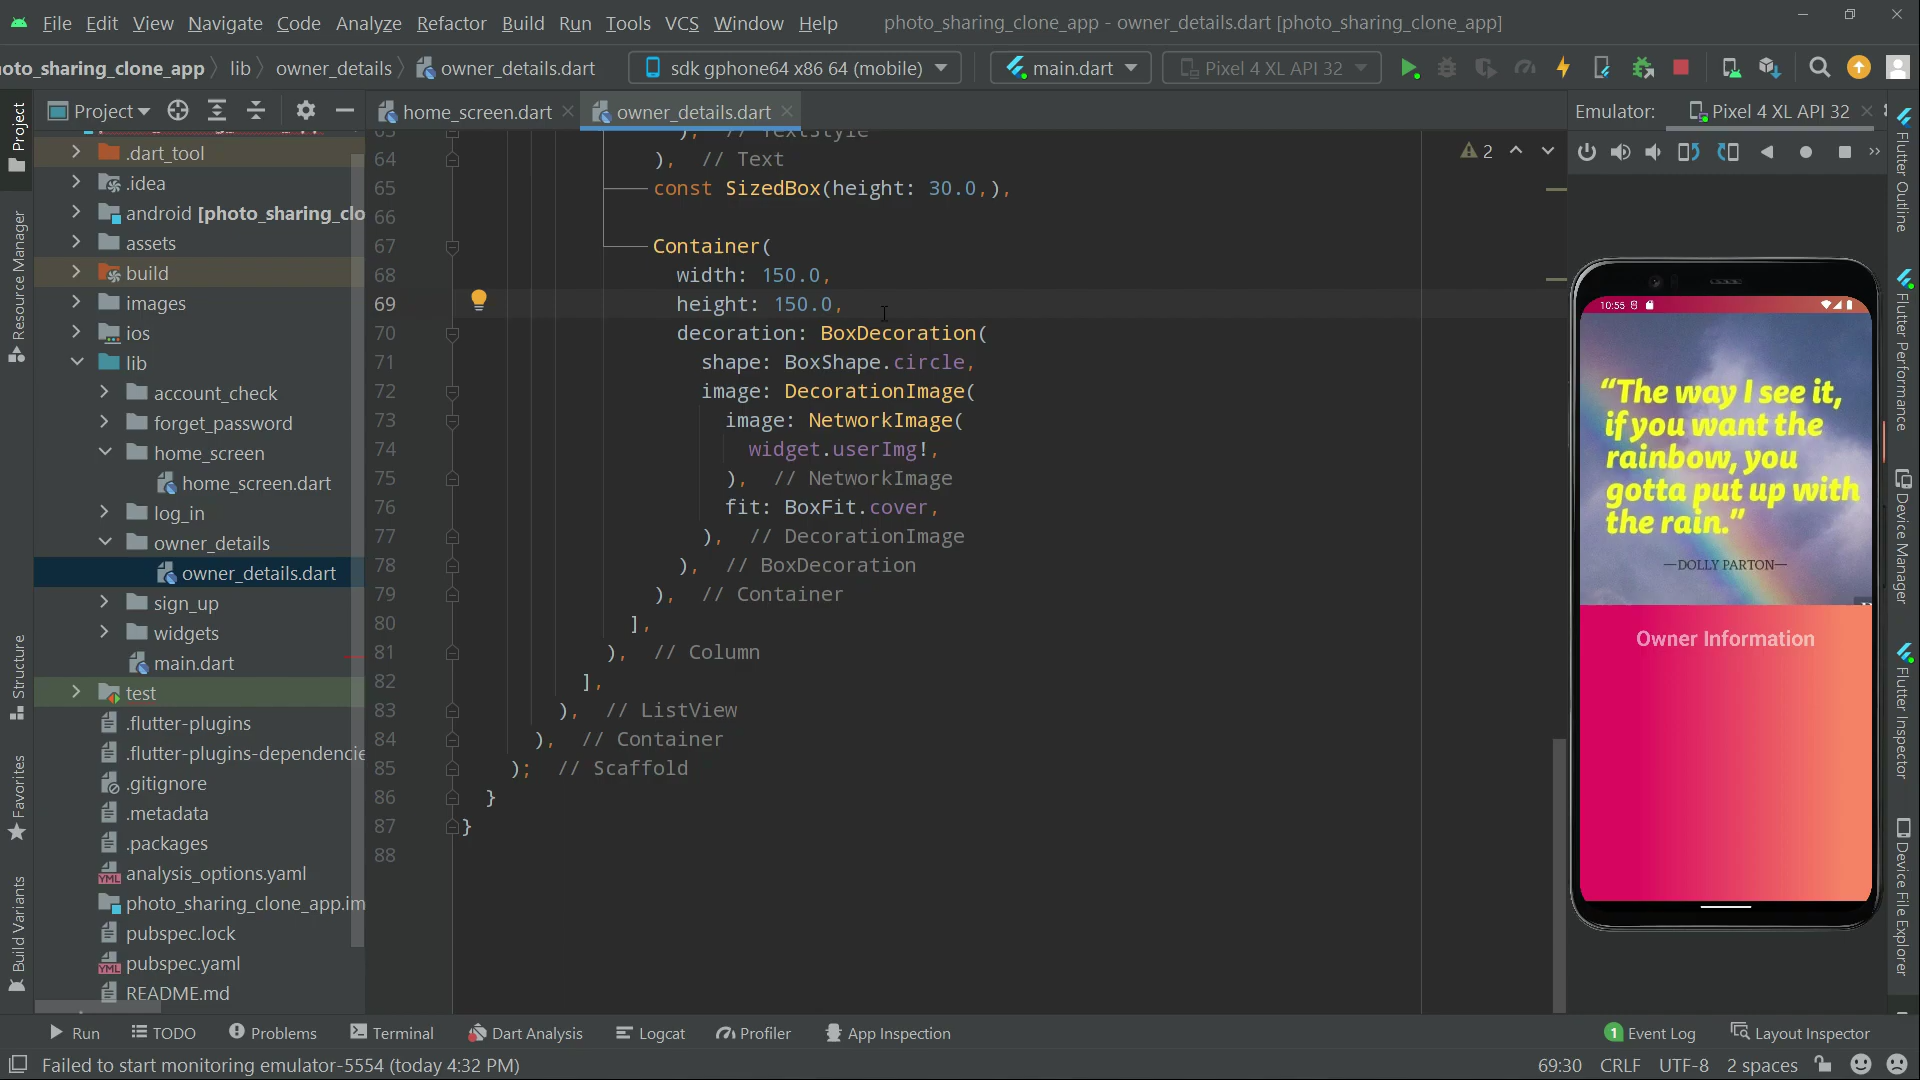 File Edit View Navigate Code Analyze Refactor Build Run Tools VCS Window Help photo_sharing_clone_app - owner_details.dart [photo_sharing_clone_app]
oto_sharing_clone_app lib owner_details owner_details.dart sdk gphone64 x86 64 (mobile) main.dart Pixel 4 XL API 32
Project home_screen.dart owner_details.dart Emulator: Pixel 4 XL API 32
Project
Resource Manager
Structure
Favorites
Build Variants
.dart_tool
.idea
android [photo_sharing_clo
assets
build
images
ios
lib
account_check
forget_password
home_screen
home_screen.dart
log_in
owner_details
owner_details.dart
sign_up
widgets
main.dart
test
.flutter-plugins
.flutter-plugins-dependencie
.gitignore
.metadata
.packages
analysis_options.yaml
photo_sharing_clone_app.im
pubspec.lock
pubspec.yaml
README.md
63 ), // TextStyle
64 ), // Text
65 const SizedBox(height: 30.0,),
66
67 Container(
68 width: 150.0,
69 height: 150.0,
70 decoration: BoxDecoration(
71 shape: BoxShape.circle,
72 image: DecorationImage(
73 image: NetworkImage(
74 widget.userImg!,
75 ), // NetworkImage
76 fit: BoxFit.cover,
77 ), // DecorationImage
78 ), // BoxDecoration
79 ), // Container
80 ],
81 ), // Column
82 ],
83 ), // ListView
84 ), // Container
85 ); // Scaffold
86 }
87 }
88
2
10:55
“The way I see it,
if you want the
rainbow, you
gotta put up with
the rain.”
—DOLLY PARTON—
Owner Information
Flutter Outline
Flutter Performance
Device Manager
Flutter Inspector
Device File Explorer
Run TODO Problems Terminal Dart Analysis Logcat Profiler App Inspection 1 Event Log Layout Inspector
Failed to start monitoring emulator-5554 (today 4:32 PM) 69:30 CRLF UTF-8 2 spaces